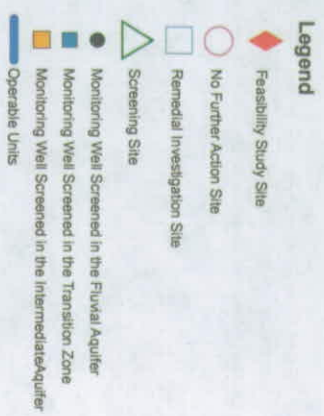 Legend
Feasibility Study Site
No Further Action Site
Remedial Investigation Site
Screening Site
Monitoring Well Screened in the Fluvial Aquifer
Monitoring Well Screened in the Transition Zone
Monitoring Well Screened in the IntermediateAquifer
Operable Units